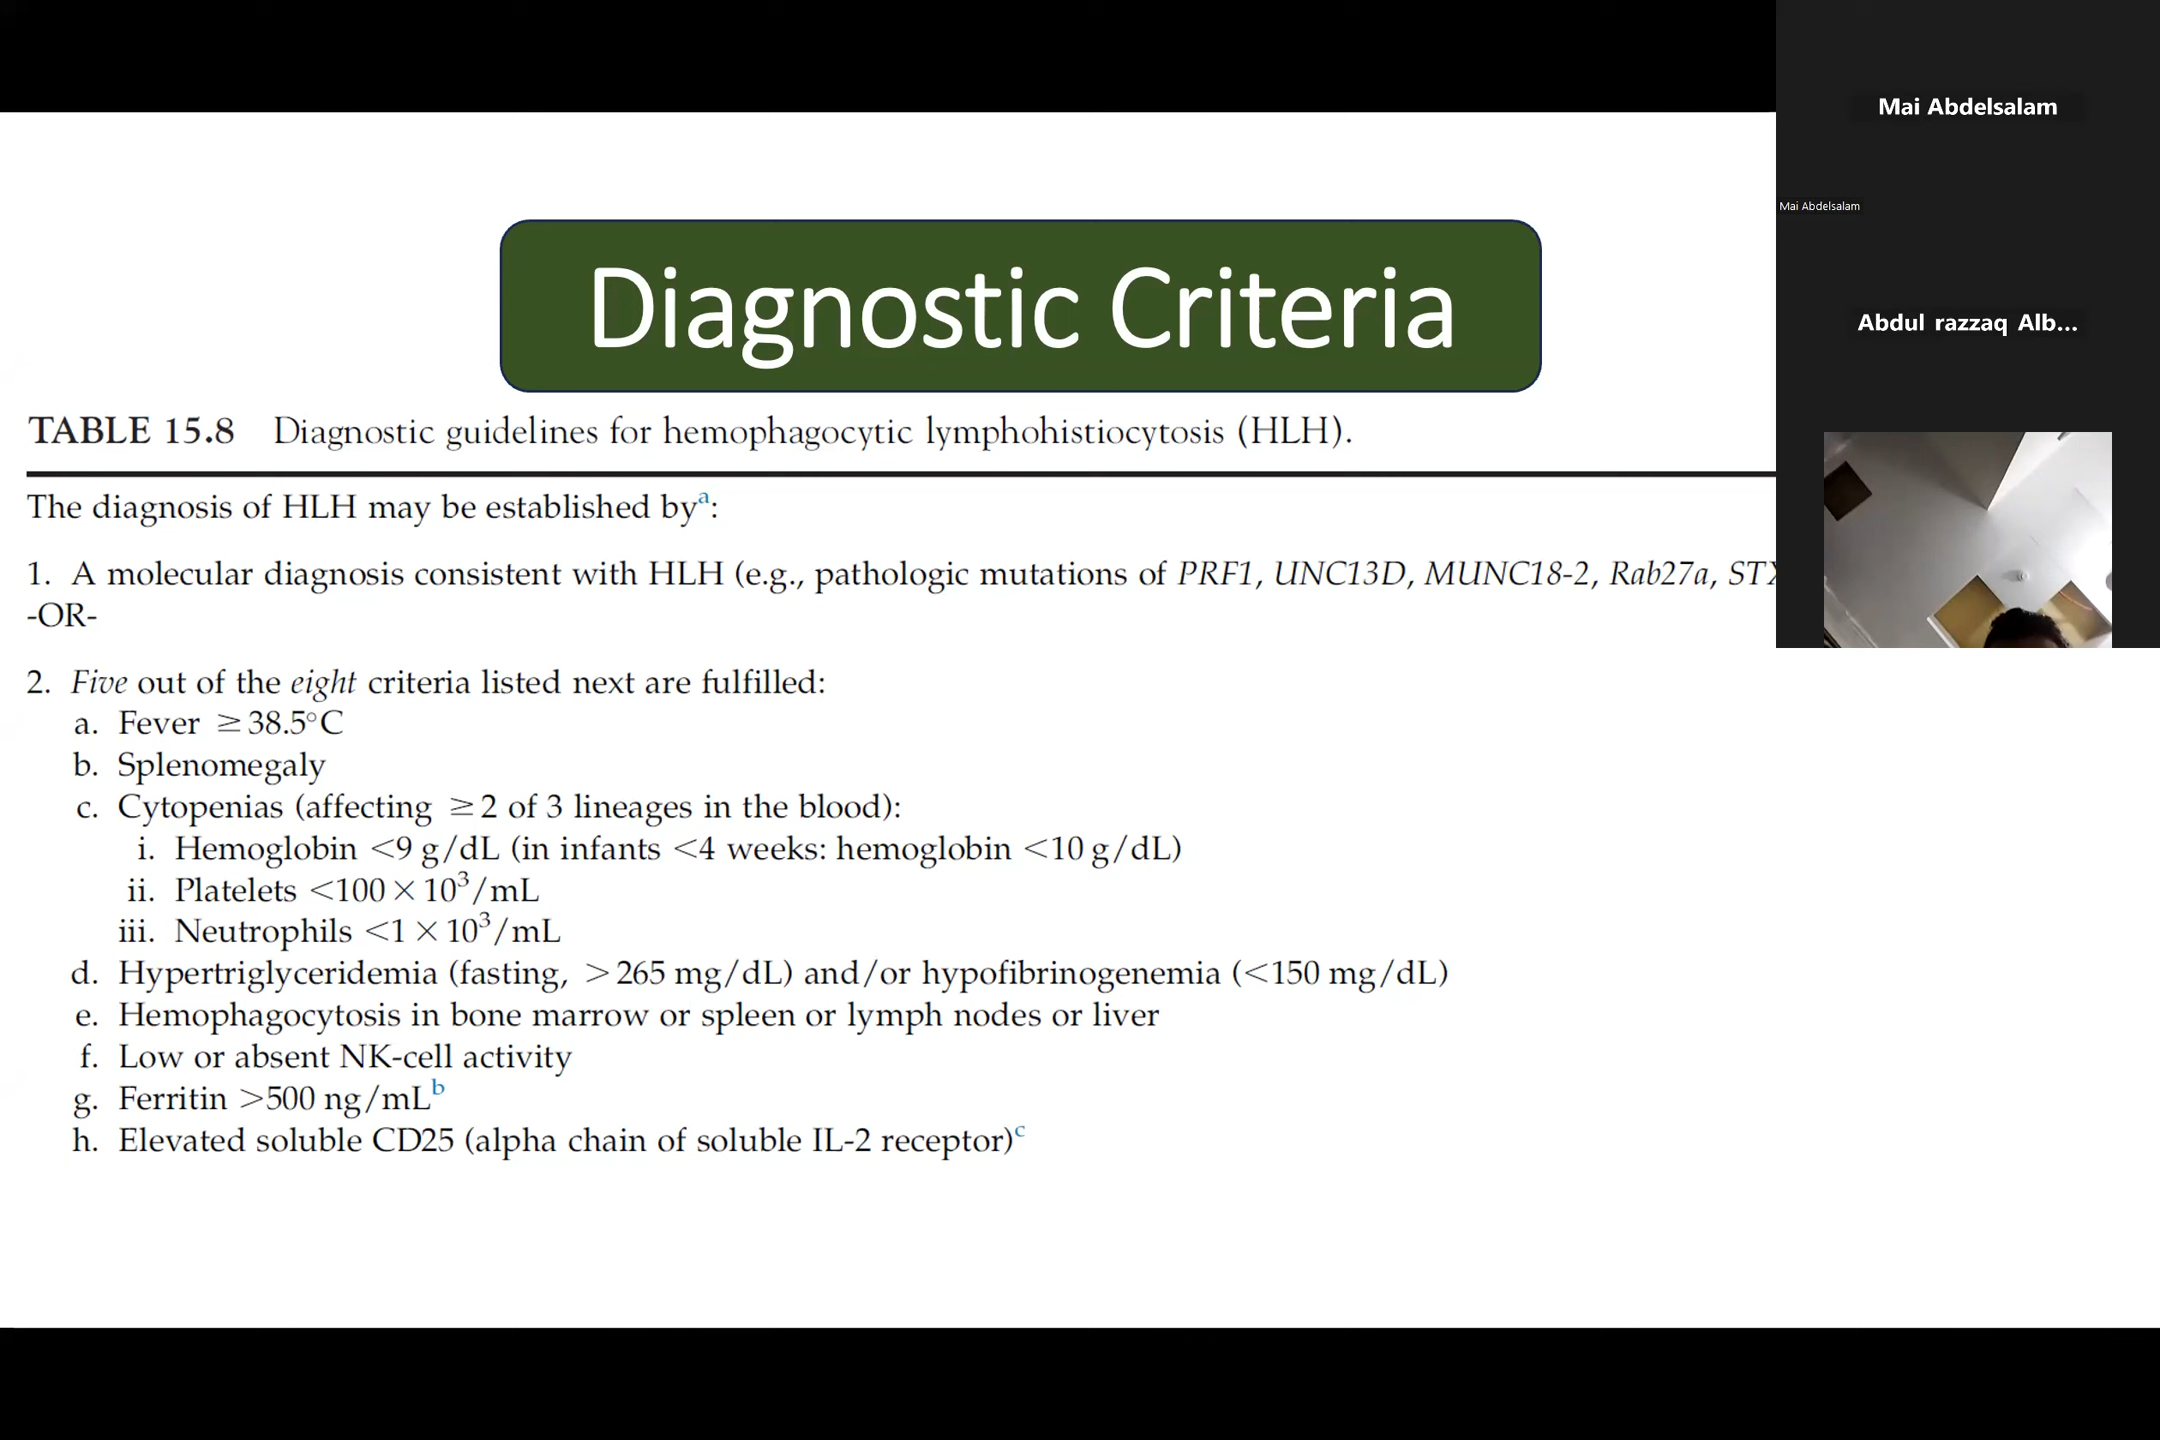 Mai Abdelsalam
Mai Abdelsalam
Abdul razzaq Alb...
Diagnostic Criteria
TABLE 15.8 Diagnostic guidelines for hemophagocytic lymphohistiocytosis (HLH).
The diagnosis of HLH may be established byᵃ:
1. A molecular diagnosis consistent with HLH (e.g., pathologic mutations of PRF1, UNC13D, MUNC18-2, Rab27a,
-OR-
2. Five out of the eight criteria listed next are fulfilled:
a. Fever ≥38.5°C
b. Splenomegaly
c. Cytopenias (affecting ≥2 of 3 lineages in the blood):
i. Hemoglobin <9 g/dL (in infants <4 weeks: hemoglobin <10 g/dL)
ii. Platelets <100 × 10³/mL
iii. Neutrophils <1 × 10³/mL
d. Hypertriglyceridemia (fasting, >265 mg/dL) and/or hypofibrinogenemia (<150 mg/dL)
e. Hemophagocytosis in bone marrow or spleen or lymph nodes or liver
f. Low or absent NK-cell activity
g. Ferritin >500 ng/mLᵇ
h. Elevated soluble CD25 (alpha chain of soluble IL-2 receptor)ᶜ